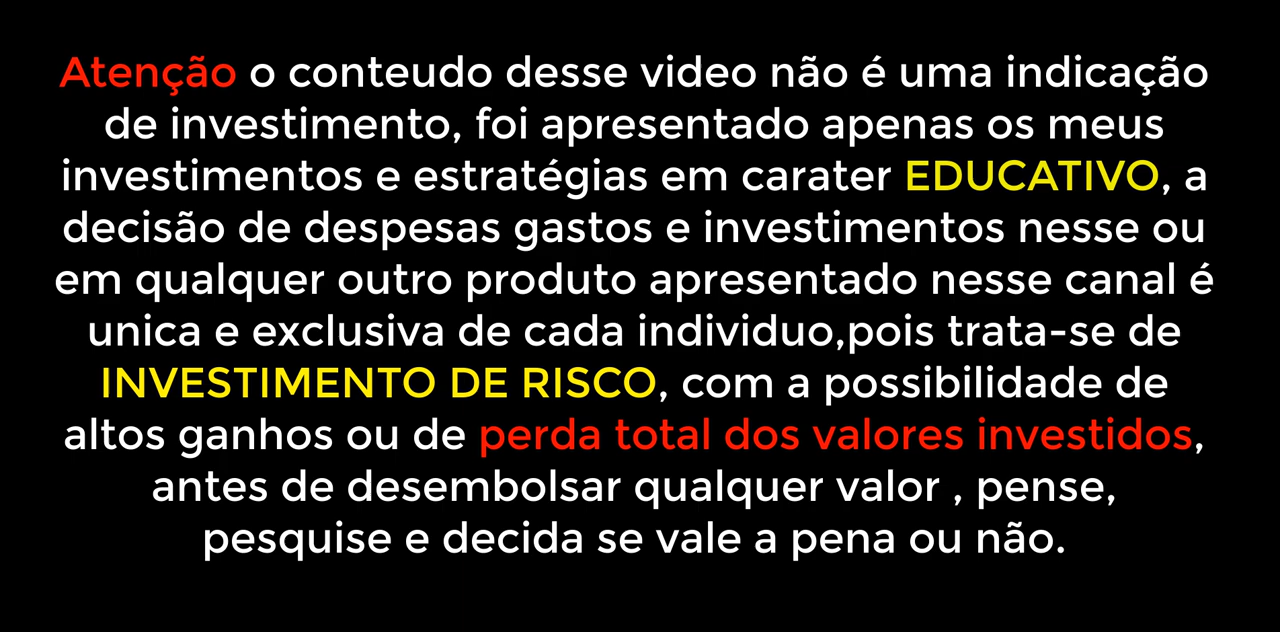 Atenção o conteudo desse video não é uma indicação
de investimento, foi apresentado apenas os meus
investimentos e estratégias em carater EDUCATIVO, a
decisão de despesas gastos e investimentos nesse ou
em qualquer outro produto apresentado nesse canal é
unica e exclusiva de cada individuo,pois trata-se de
INVESTIMENTO DE RISCO, com a possibilidade de
altos ganhos ou de perda total dos valores investidos,
antes de desembolsar qualquer valor , pense,
pesquise e decida se vale a pena ou não.